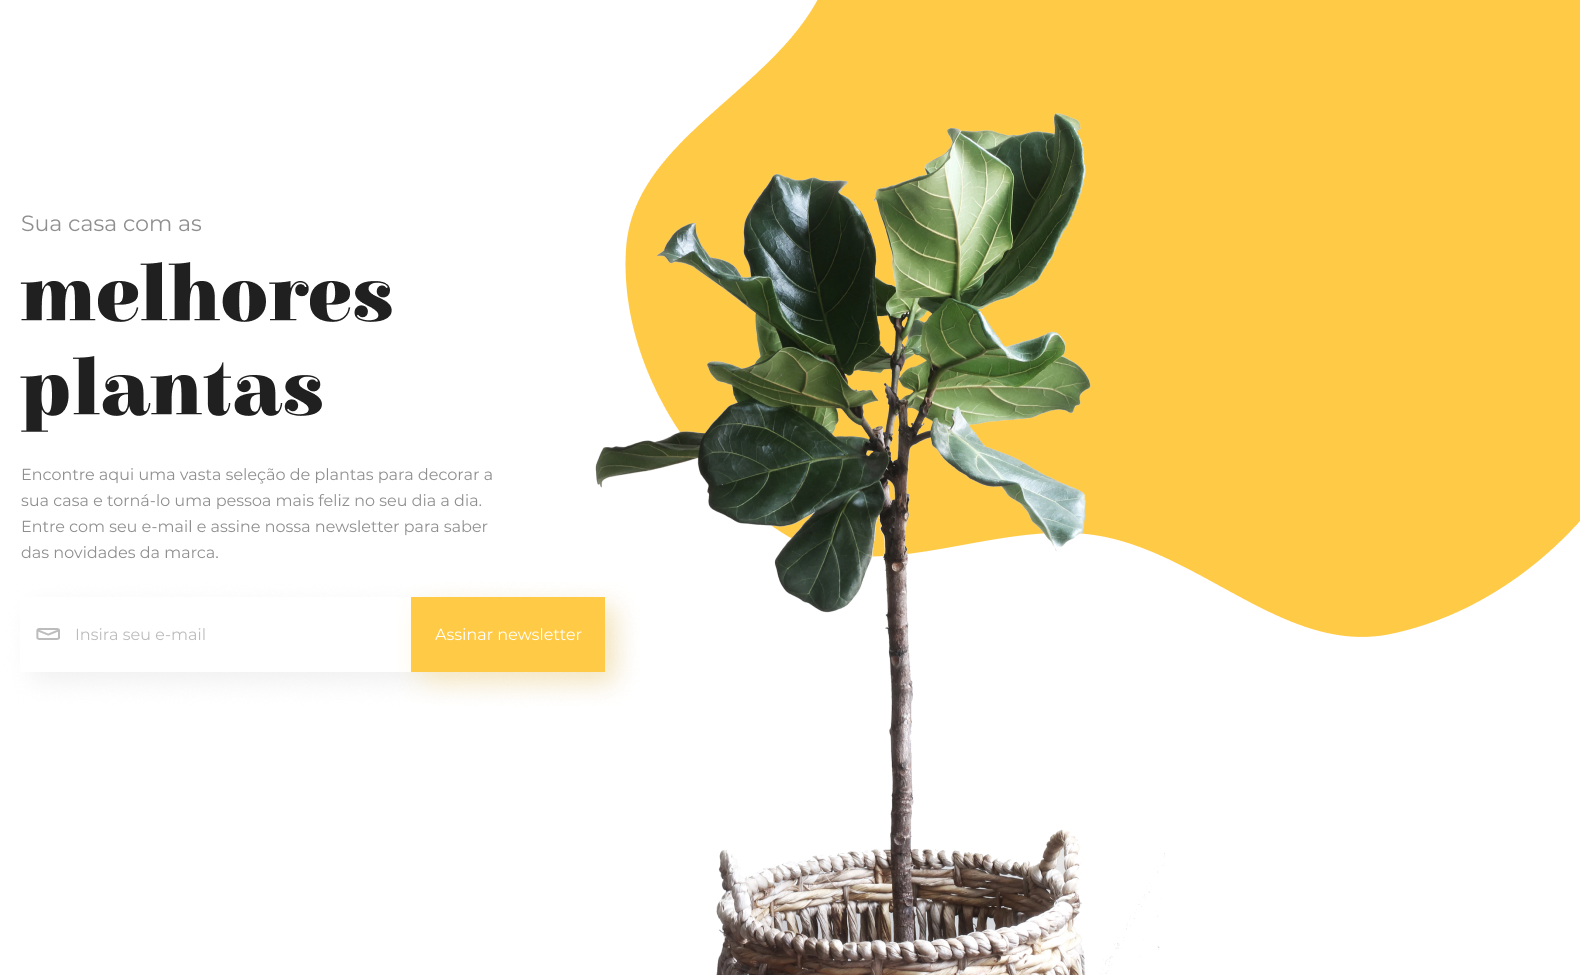 Sua casa com as
melhores
plantas
Encontre aqui uma vasta seleção de plantas para decorar a
sua casa e torná-lo uma pessoa mais feliz no seu dia a dia.
Entre com seu e-mail e assine nossa newsletter para saber
das novidades da marca.
Insira seu e-mail
Assinar newsletter